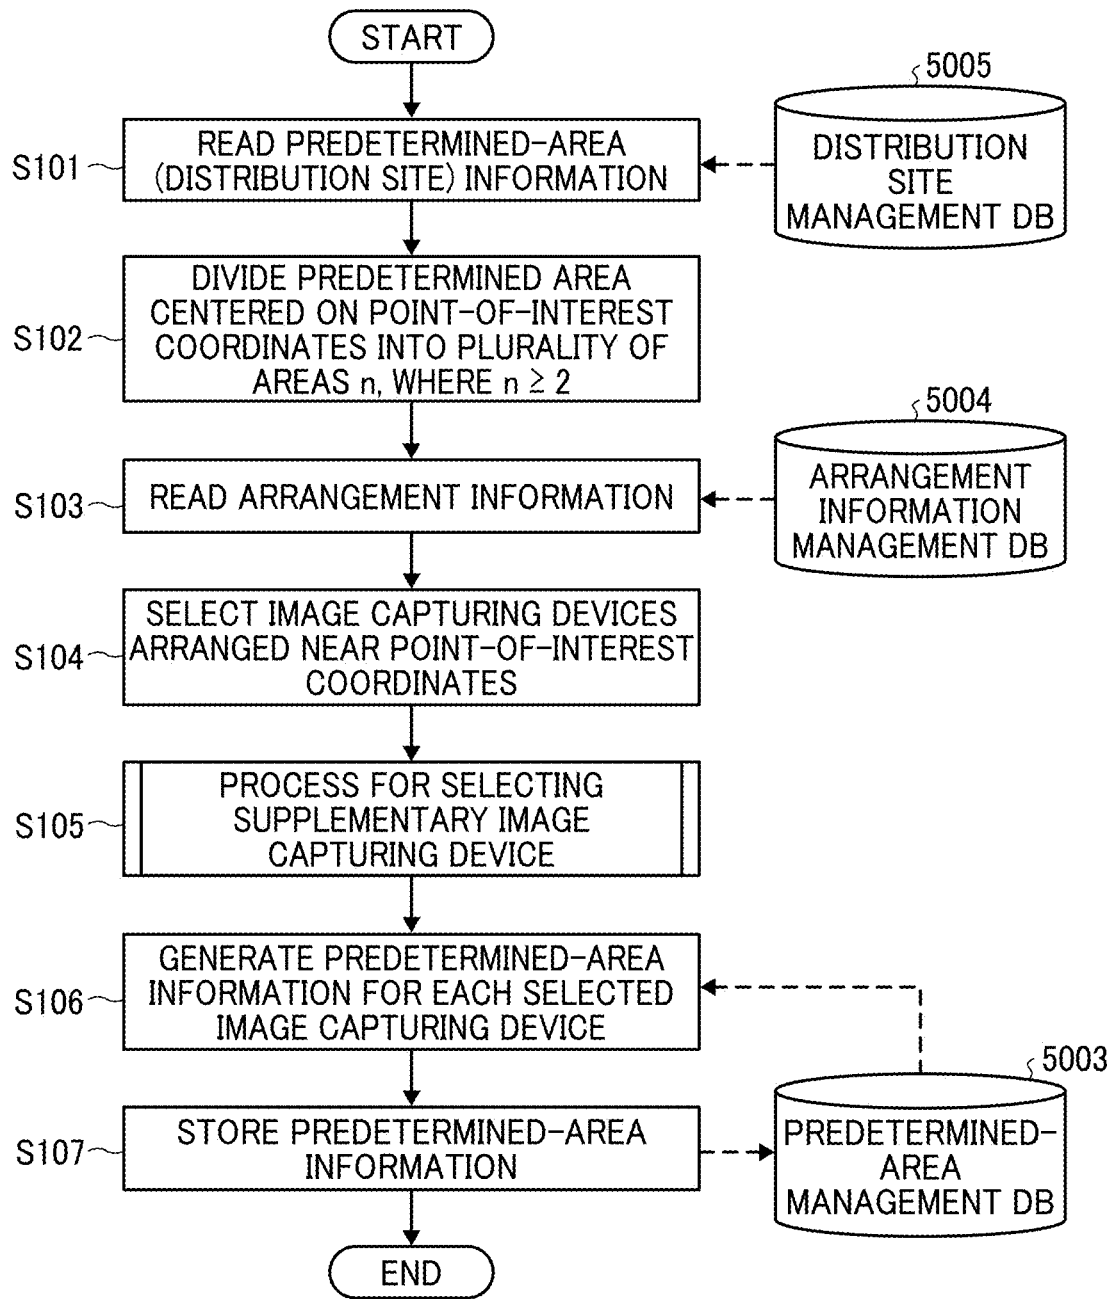 START
5005
S101
READ PREDETERMINED-AREA
(DISTRIBUTION SITE) INFORMATION
DISTRIBUTION
SITE
MANAGEMENT DB
S102
DIVIDE PREDETERMINED AREA
CENTERED ON POINT-OF-INTEREST
COORDINATES INTO PLURALITY OF
AREAS n, WHERE n ≥ 2
5004
S103
READ ARRANGEMENT INFORMATION
ARRANGEMENT
INFORMATION
MANAGEMENT DB
S104
SELECT IMAGE CAPTURING DEVICES
ARRANGED NEAR POINT-OF-INTEREST
COORDINATES
S105
PROCESS FOR SELECTING
SUPPLEMENTARY IMAGE
CAPTURING DEVICE
S106
GENERATE PREDETERMINED-AREA
INFORMATION FOR EACH SELECTED
IMAGE CAPTURING DEVICE
5003
S107
STORE PREDETERMINED-AREA
INFORMATION
PREDETERMINED-
AREA
MANAGEMENT DB
END